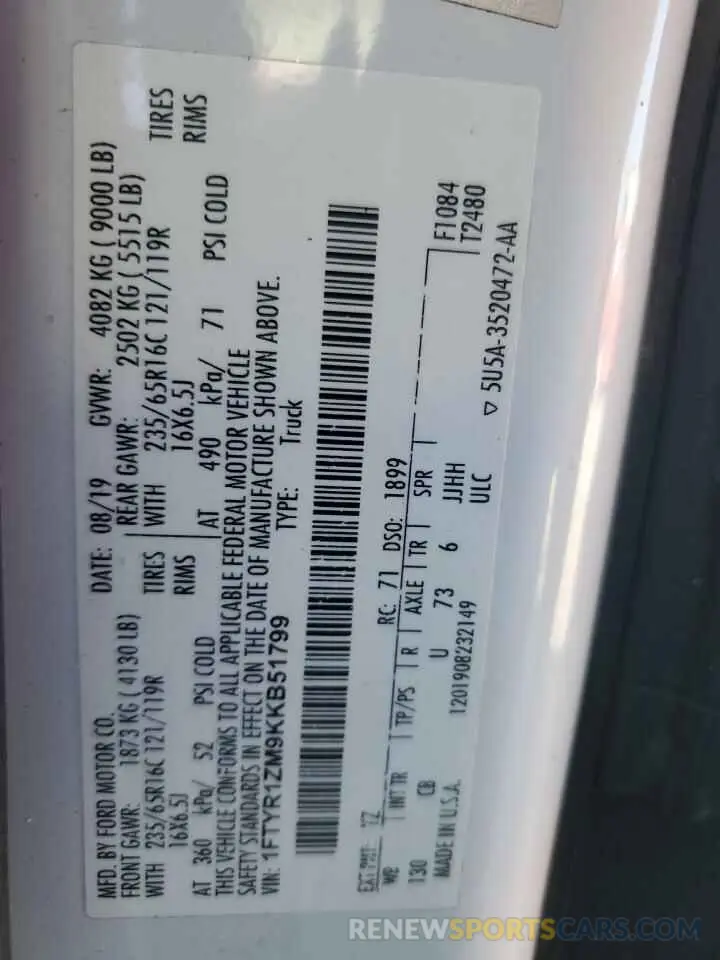 MFD. BY FORD MOTOR CO.
DATE: 08/19 GVWR: 4082 KG ( 9000 LB)
FRONT GAWR: 1873 KG ( 4130 LB)
REAR GAWR: 2502 KG ( 5515 LB)
WITH 235/65R16C 121/119R TIRES
WITH 235/65R16C 121/119R TIRES
16X6.5J RIMS
16X6.5J RIMS
AT 360 kPa/ 52 PSI COLD
AT 490 kPa/ 71 PSI COLD
THIS VEHICLE CONFORMS TO ALL APPLICABLE FEDERAL MOTOR VEHICLE
SAFETY STANDARDS IN EFFECT ON THE DATE OF MANUFACTURE SHOWN ABOVE.
VIN: 1FTYR1ZM9KKB51799
TYPE: Truck
EXT PNT: YZ RC: 71 DSO: 1899
WB INT TR TP/PS R AXLE TR SPR
F1084
T2480
130 CB U 73 6 JJHH
ULC
MADE IN U.S.A. 1201908232149
▽ 5U5A-3520472-AA
RENEWSPORTSCARS.COM